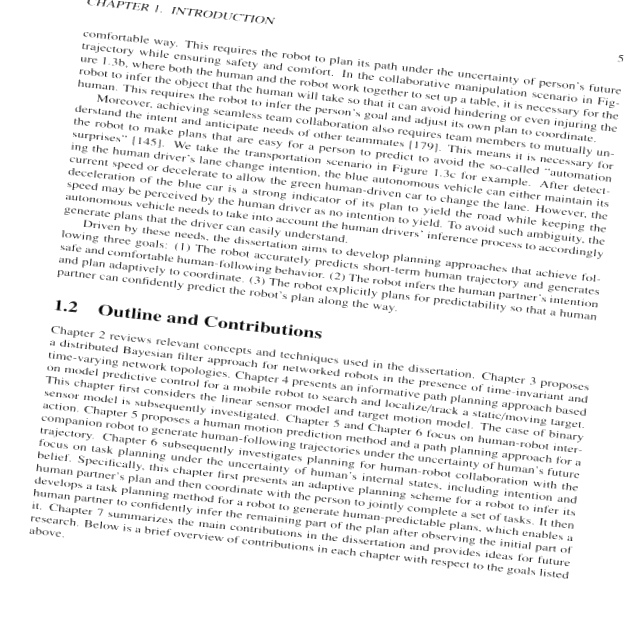 CHAPTER 1. INTRODUCTION
5
comfortable way. This requires the robot to plan its path under the uncertainty of person's future
trajectory while ensuring safety and comfort. In the collaborative manipulation scenario in Fig-
ure 1.3b, where both the human and the robot work together to set up a table, it is necessary for the
robot to infer the object that the human will take so that it can avoid hindering or even injuring the
human. This requires the robot to infer the person's goal and adjust its own plan to coordinate.
Moreover, achieving seamless team collaboration also requires team members to mutually un-
derstand the intent and anticipate needs of other teammates [179]. This means it is necessary for
the robot to make plans that are easy for a person to predict to avoid the so-called "automation
surprises" [145]. We take the transportation scenario in Figure 1.3c for example. After detect-
ing the human driver's lane change intention, the blue autonomous vehicle can either maintain its
current speed or decelerate to allow the green human-driven car to change the lane. However, the
deceleration of the blue car is a strong indicator of its plan to yield the road while keeping the
speed may be perceived by the human driver as no intention to yield. To avoid such ambiguity, the
autonomous vehicle needs to take into account the human drivers' inference process to accordingly
generate plans that the driver can easily understand.
Driven by these needs, the dissertation aims to develop planning approaches that achieve fol-
lowing three goals: (1) The robot accurately predicts short-term human trajectory and generates
safe and comfortable human-following behavior. (2) The robot infers the human partner's intention
and plan adaptively to coordinate. (3) The robot explicitly plans for predictability so that a human
partner can confidently predict the robot's plan along the way.
1.2 Outline and Contributions
Chapter 2 reviews relevant concepts and techniques used in the dissertation. Chapter 3 proposes
a distributed Bayesian filter approach for networked robots in the presence of time-invariant and
time-varying network topologies. Chapter 4 presents an informative path planning approach based
on model predictive control for a mobile robot to search and localize/track a static/moving target.
This chapter first considers the linear sensor model and target motion model. The case of binary
sensor model is subsequently investigated. Chapter 5 and Chapter 6 focus on human-robot inter-
action. Chapter 5 proposes a human motion prediction method and a path planning approach for a
companion robot to generate human-following trajectories under the uncertainty of human's future
trajectory. Chapter 6 subsequently investigates planning for human-robot collaboration with the
focus on task planning under the uncertainty of human's internal states, including intention and
belief. Specifically, this chapter first presents an adaptive planning scheme for a robot to infer its
human partner's plan and then coordinate with the person to jointly complete a set of tasks. It then
develops a task planning method for a robot to generate human-predictable plans, which enables a
human partner to confidently infer the remaining part of the plan after observing the initial part of
it. Chapter 7 summarizes the main contributions in the dissertation and provides ideas for future
research. Below is a brief overview of contributions in each chapter with respect to the goals listed
above.